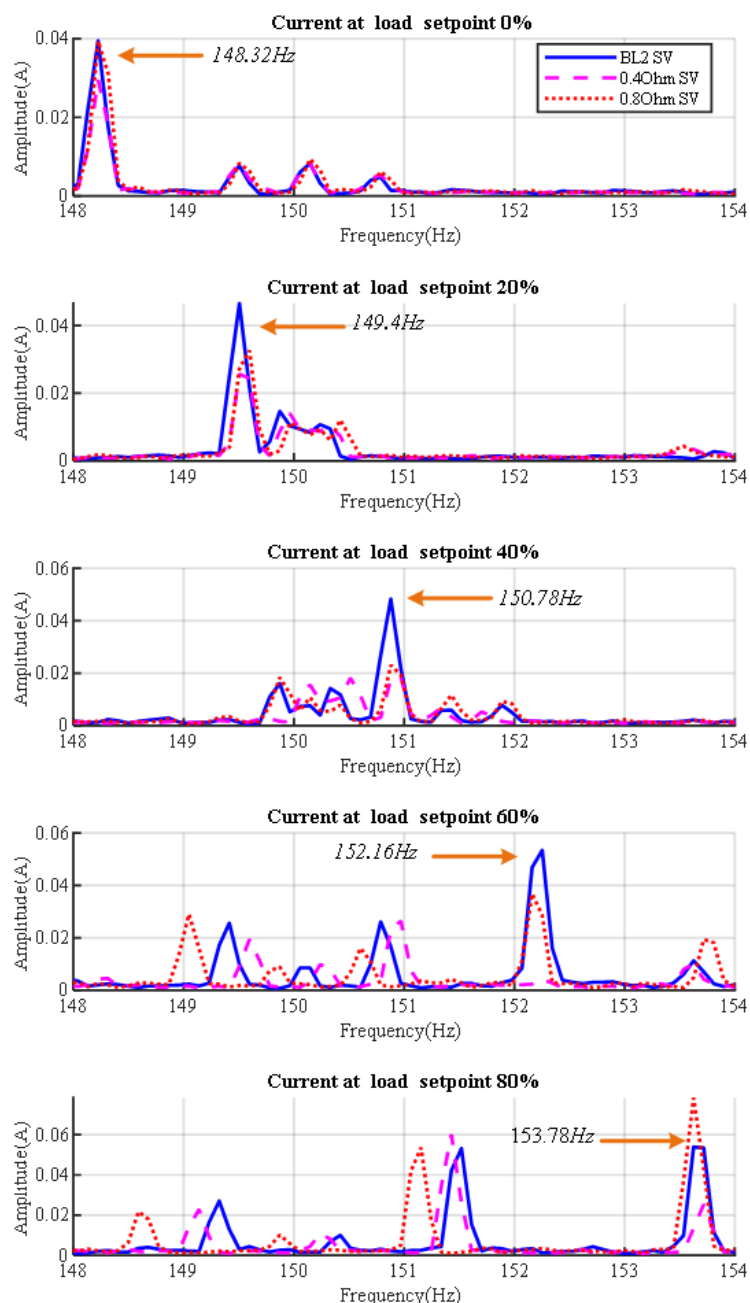 Current at load setpoint 0%
0.04
148.32Hz
BL2 SV
0.4Ohm SV
0.8Ohm SV
0.02
0
Amplitude(A)
148 149 150 151 152 153 154
Frequency(Hz)
Current at load setpoint 20%
0.04
149.4Hz
0.02
0
Amplitude(A)
148 149 150 151 152 153 154
Frequency(Hz)
Current at load setpoint 40%
0.06
150.78Hz
0.04
0.02
0
Amplitude(A)
148 149 150 151 152 153 154
Frequency(Hz)
Current at load setpoint 60%
0.06
152.16Hz
0.04
0.02
0
Amplitude(A)
148 149 150 151 152 153 154
Frequency(Hz)
Current at load setpoint 80%
0.06
153.78Hz
0.04
0.02
0
Amplitude(A)
148 149 150 151 152 153 154
Frequency(Hz)